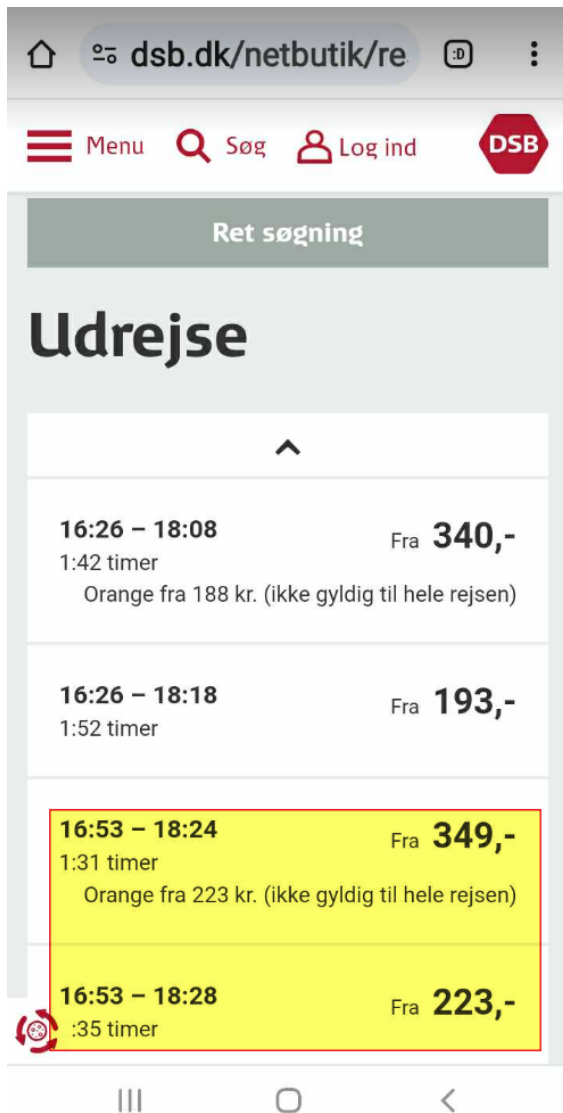 dsb.dk/netbutik/re
:D
Menu Søg Log ind DSB
Ret søgning
Udrejse
16:26 – 18:08 Fra 340,-
1:42 timer
Orange fra 188 kr. (ikke gyldig til hele rejsen)
16:26 – 18:18 Fra 193,-
1:52 timer
16:53 – 18:24 Fra 349,-
1:31 timer
Orange fra 223 kr. (ikke gyldig til hele rejsen)
16:53 – 18:28 Fra 223,-
:35 timer